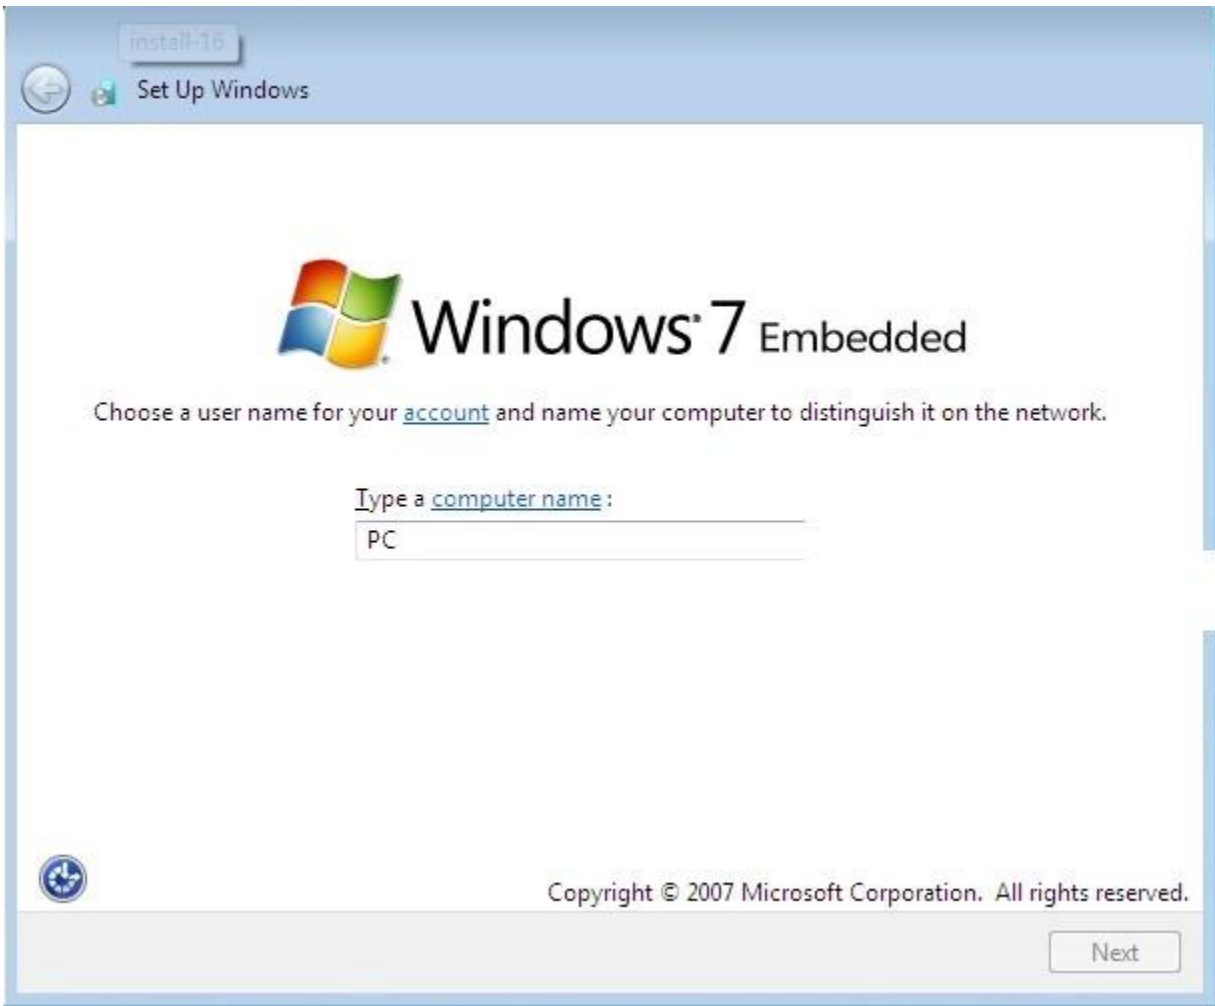 install-16
Set Up Windows
Windows® 7 Embedded
Choose a user name for your account and name your computer to distinguish it on the network.
Type a computer name :
PC
Copyright © 2007 Microsoft Corporation.  All rights reserved.
Next